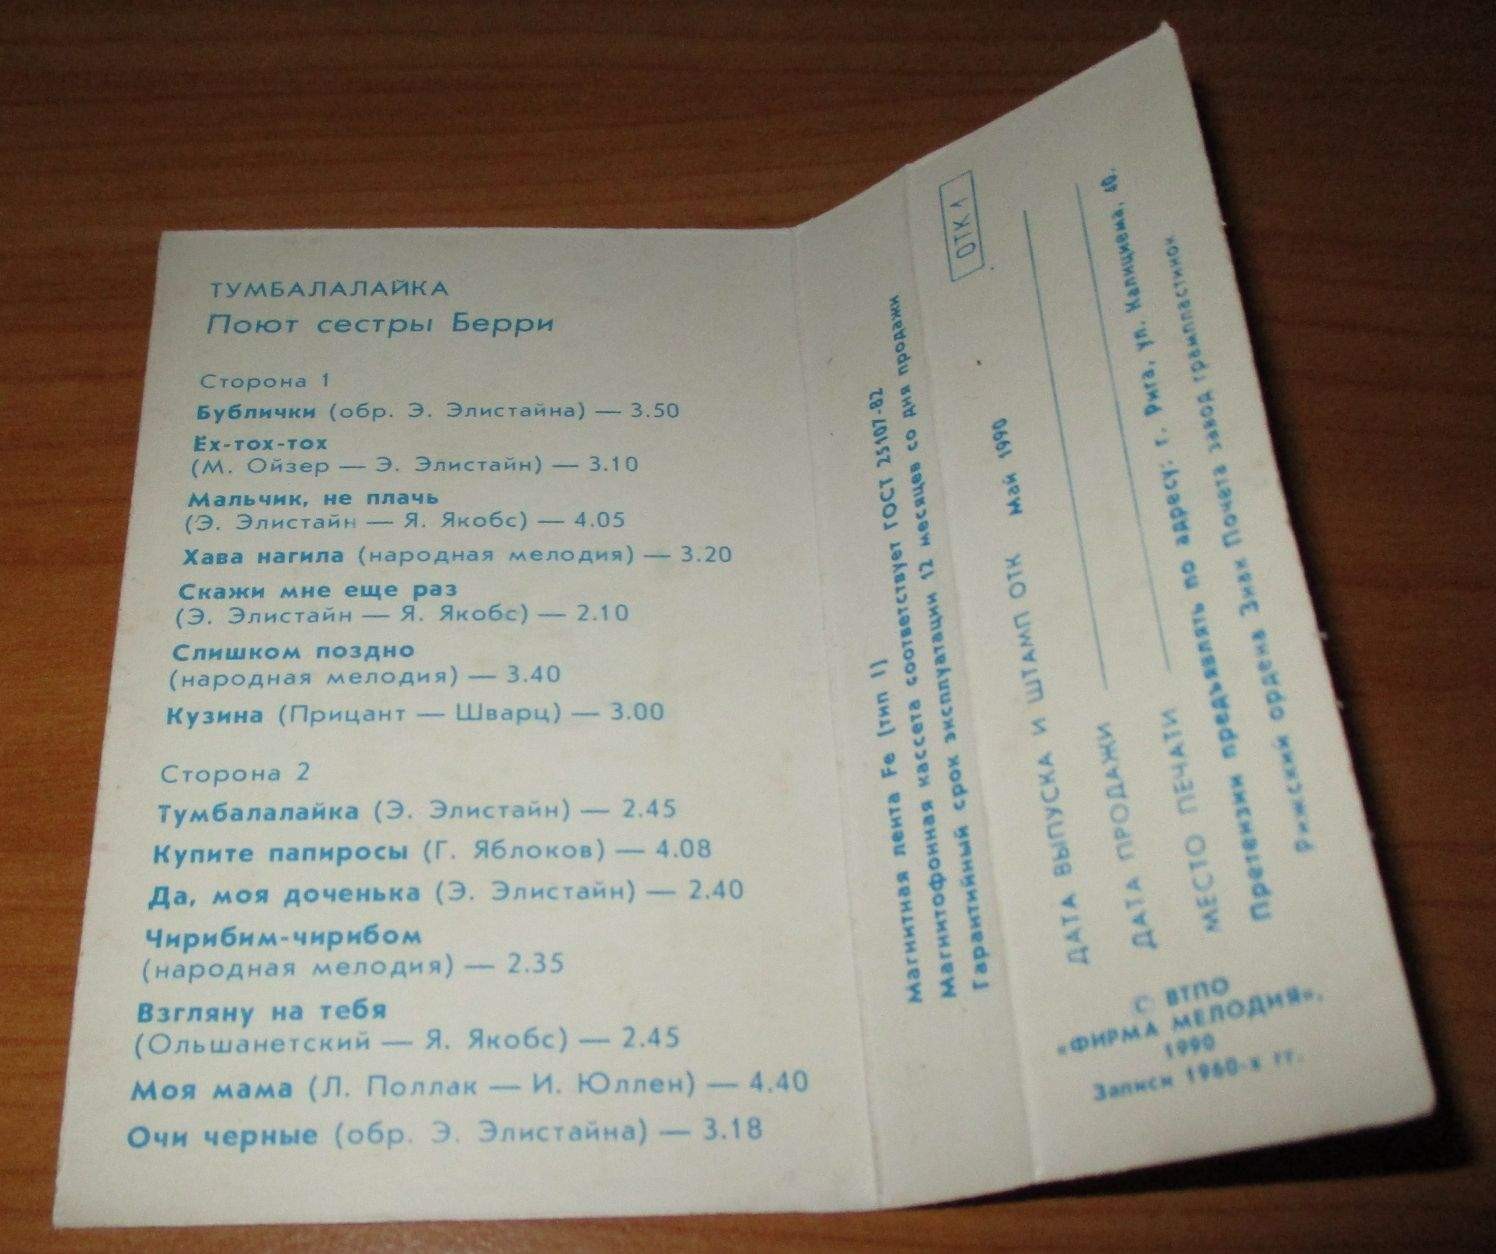 ТУМБАЛАЛАЙКА
Поют сестры Берри
Сторона 1
Бублички (обр. Э. Элистайна) — 3.50
Ех-тох-тох
(М. Ойзер — Э. Элистайн) — 3.10
Мальчик, не плачь
(Э. Элистайн — Я. Якобс) — 4.05
Хава нагила (народная мелодия) — 3.20
Скажи мне еще раз
(Э. Элистайн — Я. Якобс) — 2.10
Слишком поздно
(народная мелодия) — 3.40
Кузина (Прицант — Шварц) — 3.00
Сторона 2
Тумбалалайка (Э. Элистайн) — 2.45
Купите папиросы (Г. Яблоков) — 4.08
Да, моя доченька (Э. Элистайн) — 2.40
Чирибим-чирибом
(народная мелодия) — 2.35
Взгляну на тебя
(Ольшанетский — Я. Якобс) — 2.45
Моя мама (Л. Поллак — И. Юллен) — 4.40
Очи черные (обр. Э. Элистайна) — 3.18
Магнитная лента Fe (тип I)
Магнитофонная кассета соответствует ГОСТ 25107-82
Гарантийный срок эксплуатации 12 месяцев со дня продажи
ДАТА ВЫПУСКА И ШТАМП ОТК Май 1990
ОТК 1
ДАТА ПРОДАЖИ
МЕСТО ПЕЧАТИ
Претензии предъявлять по адресу: г. Рига, ул. Калнциема, 40,
Рижский ордена Знак Почета завод грампластинок
© ВТПО
«ФИРМА МЕЛОДИЯ».
1990
Записи 1960-х гг.